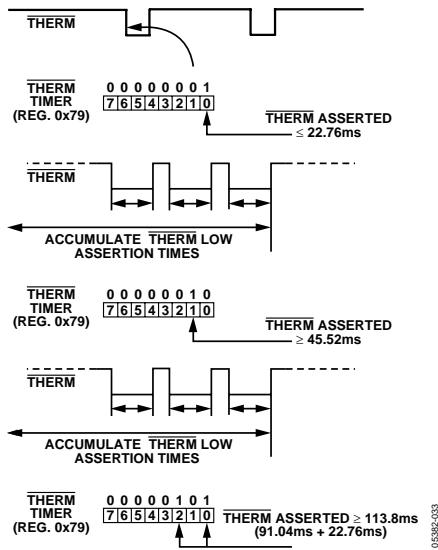 THERM
THERM
TIMER
(REG. 0x79)
0 0 0 0 0 0 0 1
7 6 5 4 3 2 1 0
THERM ASSERTED
≤ 22.76ms
THERM
ACCUMULATE THERM LOW
ASSERTION TIMES
THERM
TIMER
(REG. 0x79)
0 0 0 0 0 0 1 0
7 6 5 4 3 2 1 0
THERM ASSERTED
≥ 45.52ms
THERM
ACCUMULATE THERM LOW
ASSERTION TIMES
THERM
TIMER
(REG. 0x79)
0 0 0 0 0 1 0 1
7 6 5 4 3 2 1 0
THERM ASSERTED ≥ 113.8ms
(91.04ms + 22.76ms)
05382-033